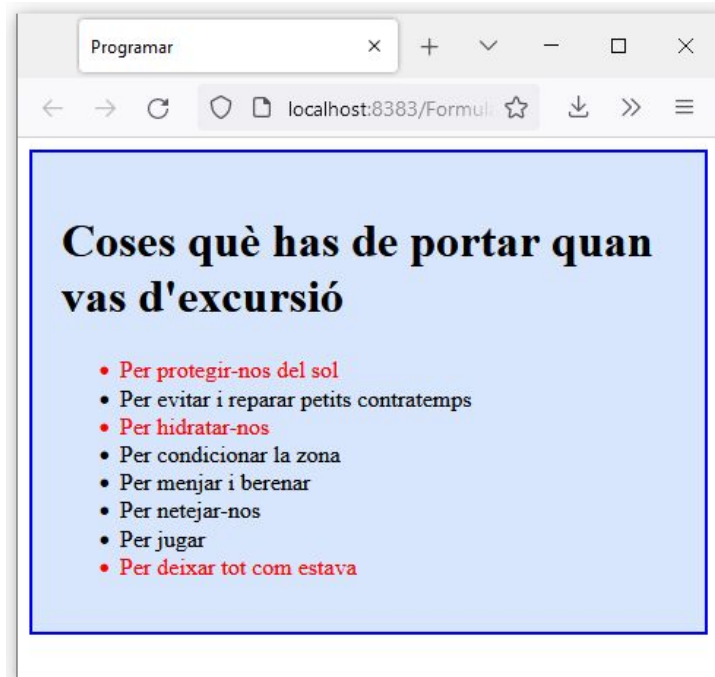 Programar
localhost:8383/Formul
Coses què has de portar quan
vas d'excursió
Per protegir-nos del sol
Per evitar i reparar petits contratemps
Per hidratar-nos
Per condicionar la zona
Per menjar i berenar
Per netejar-nos
Per jugar
Per deixar tot com estava